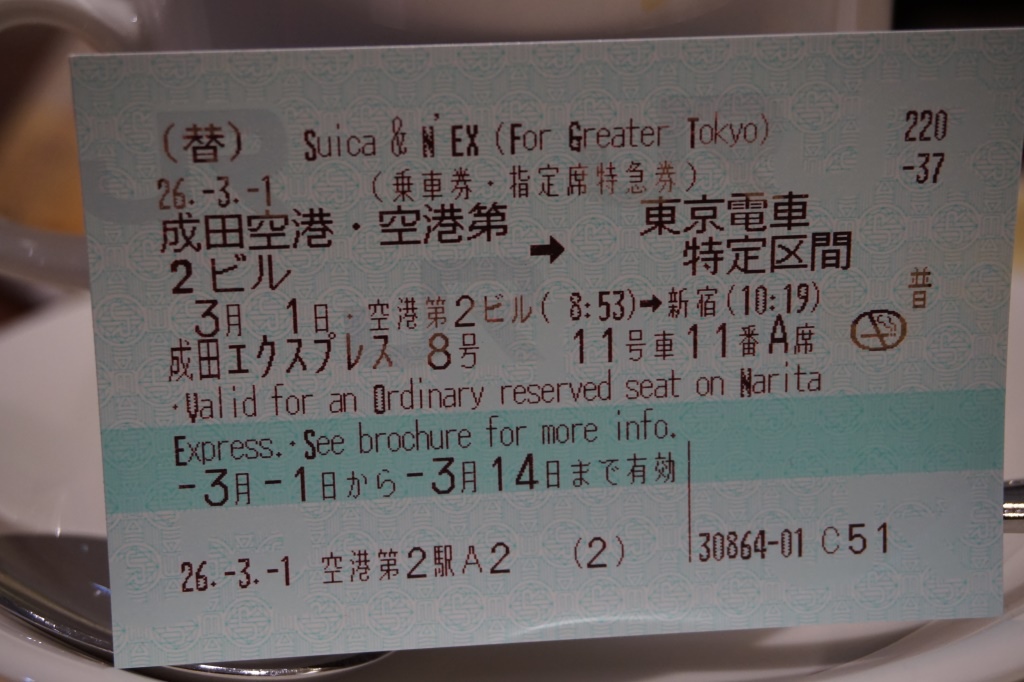 (替) Suica & N'EX (For Greater Tokyo) 220
26.-3.-1 (乗車券・指定席特急券) -37
成田空港・空港第2ビル ➡ 東京電車特定区間
3月 1日・空港第2ビル( 8:53)➡新宿(10:19) 普
成田エクスプレス 8号 11号車11番A席
・Valid for an Ordinary reserved seat on Narita
Express.・See brochure for more info.
-3月-1日から-3月14日まで有効
26.-3.-1 空港第2駅A2 (2) 30864-01 C51